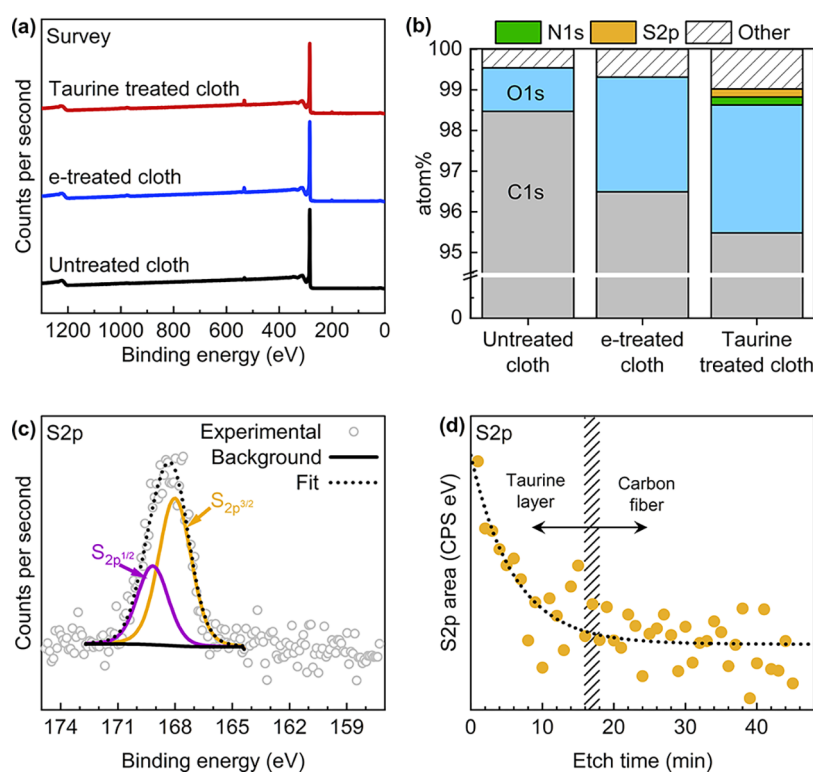 (a)
Survey
Taurine treated cloth
e-treated cloth
Untreated cloth
Counts per second
1200 1000 800 600 400 200 0
Binding energy (eV)
(b)
N1s S2p Other
100
99
98
97
96
95
0
atom%
O1s
C1s
Untreated cloth
e-treated cloth
Taurine treated cloth
(c)
S2p
Experimental
Background
Fit
S2p3/2
S2p1/2
Counts per second
174 171 168 165 162 159
Binding energy (eV)
(d)
S2p
Taurine layer
Carbon fiber
S2p area (CPS eV)
0 10 20 30 40
Etch time (min)